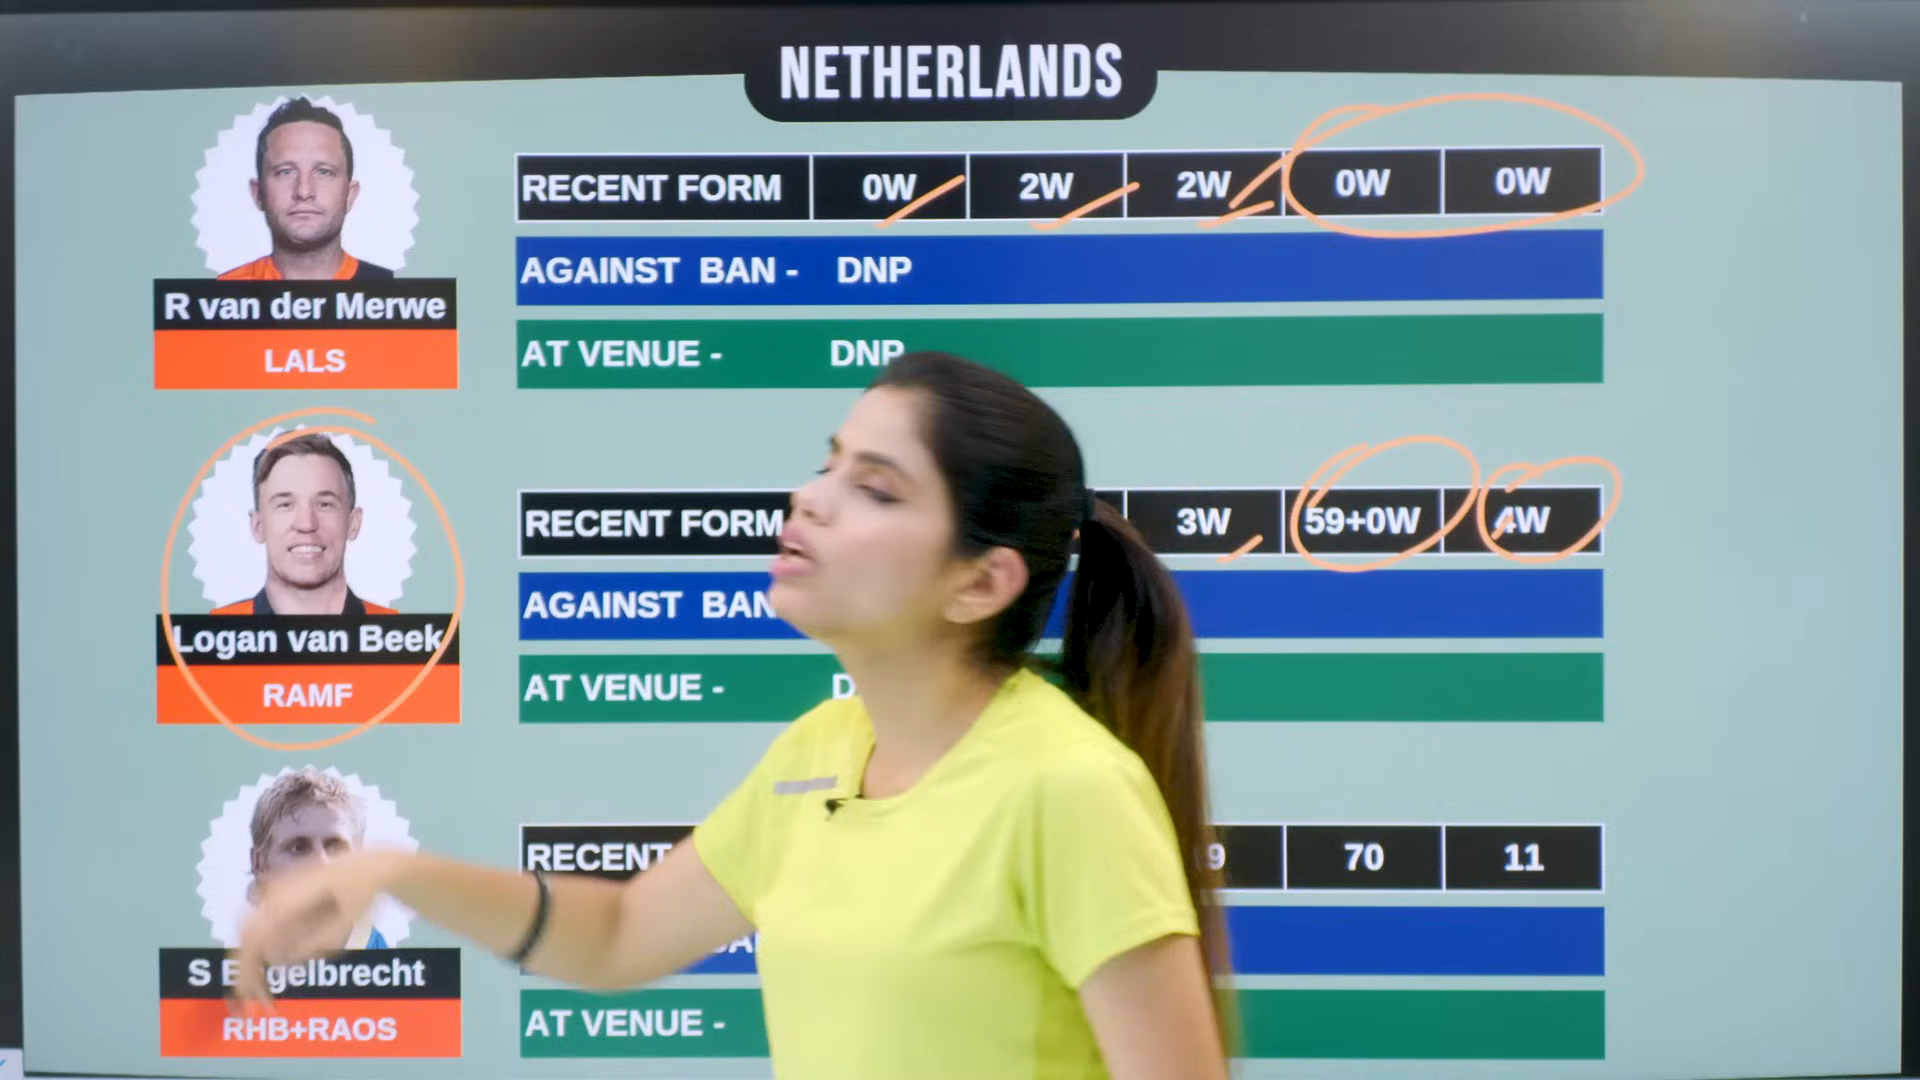 NETHERLANDS
RECENT FORM 0W 2W 2W 0W 0W
AGAINST BAN - DNP
AT VENUE - DNP
R van der Merwe
LALS
RECENT FORM 3W 59+0W 4W
AGAINST BAN
AT VENUE -
Logan van Beek
RAMF
RECENT 70 11
AT VENUE -
S Engelbrecht
RHB+RAOS